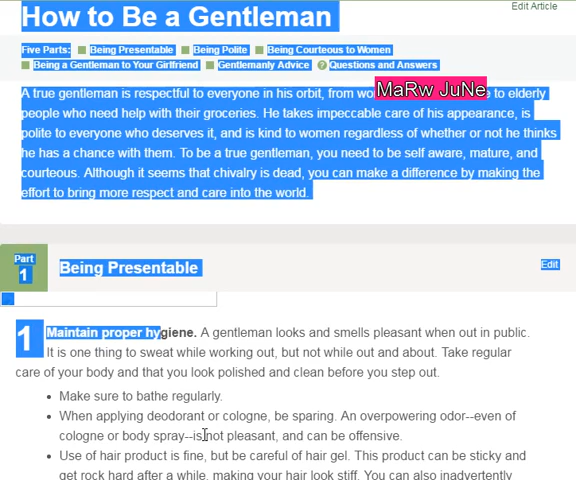 How to Be a Gentleman
Edit Article
Five Parts: Being Presentable Being Polite Being Courteous to Women
Being a Gentleman to Your Girlfriend Gentlemanly Advice ? Questions and Answers
A true gentleman is respectful to everyone in his orbit, from MaRw JuNe to elderly
people who need help with their groceries. He takes impeccable care of his appearance, is
polite to everyone who deserves it, and is kind to women regardless of whether or not he thinks
he has a chance with them. To be a true gentleman, you need to be self aware, mature, and
courteous. Although it seems that chivalry is dead, you can make a difference by making the
effort to bring more respect and care into the world.
Part
1
Being Presentable
Edit
1 Maintain proper hygiene. A gentleman looks and smells pleasant when out in public.
It is one thing to sweat while working out, but not while out and about. Take regular
care of your body and that you look polished and clean before you step out.
Make sure to bathe regularly.
When applying deodorant or cologne, be sparing. An overpowering odor--even of
cologne or body spray--is not pleasant, and can be offensive.
Use of hair product is fine, but be careful of hair gel. This product can be sticky and
get rock hard after a while, making your hair look stiff. You can also inadvertently